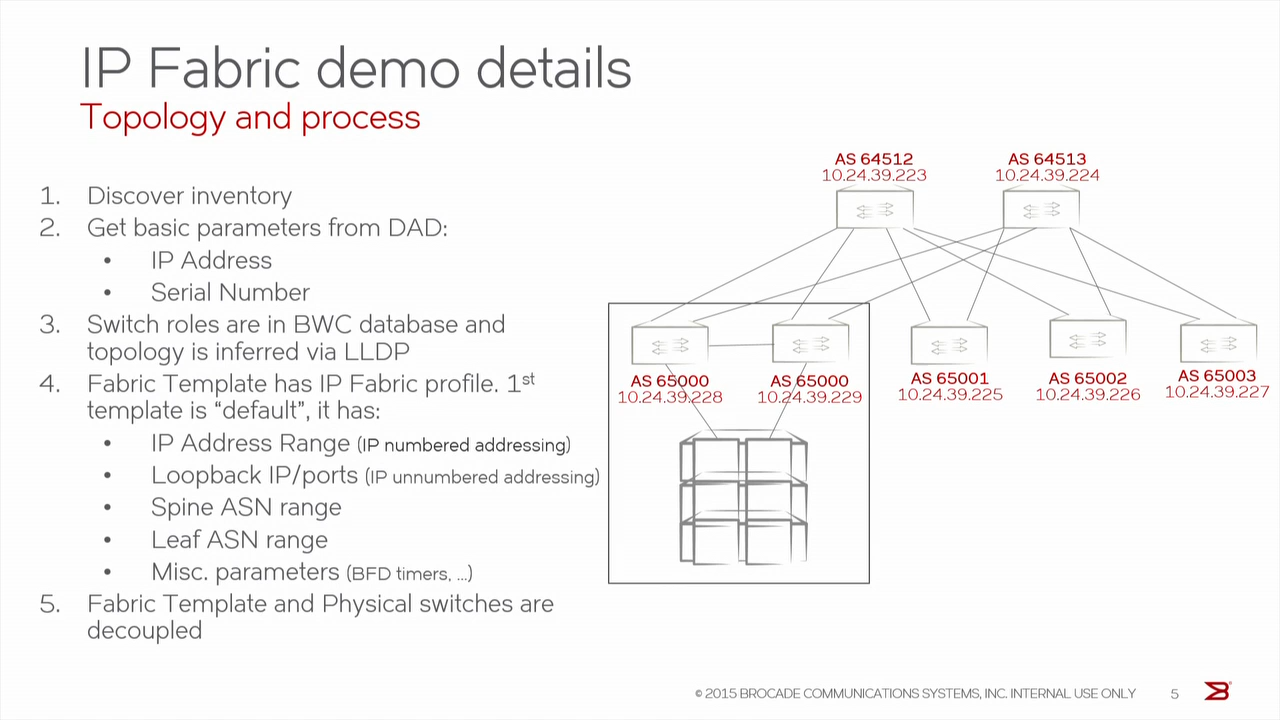 IP Fabric demo details
Topology and process
1. Discover inventory
2. Get basic parameters from DAD:
• IP Address
• Serial Number
3. Switch roles are in BWC database and
topology is inferred via LLDP
4. Fabric Template has IP Fabric profile. 1st
template is “default”, it has:
• IP Address Range (IP numbered addressing)
• Loopback IP/ports (IP unnumbered addressing)
• Spine ASN range
• Leaf ASN range
• Misc. parameters (BFD timers, ...)
5. Fabric Template and Physical switches are
decoupled
AS 64512
10.24.39.223
AS 64513
10.24.39.224
AS 65000
10.24.39.228
AS 65000
10.24.39.229
AS 65001
10.24.39.225
AS 65002
10.24.39.226
AS 65003
10.24.39.227
© 2015 BROCADE COMMUNICATIONS SYSTEMS, INC. INTERNAL USE ONLY
5